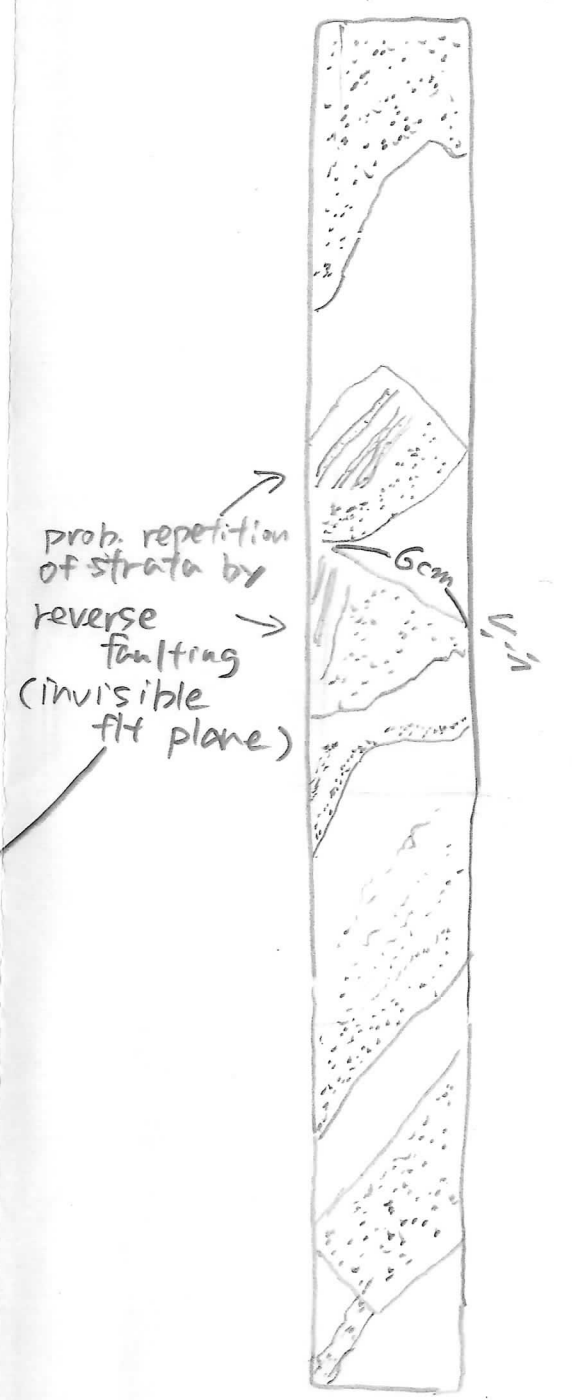 prob. repetition
of strata by
reverse
faulting
(invisible
flt plane)
6cm